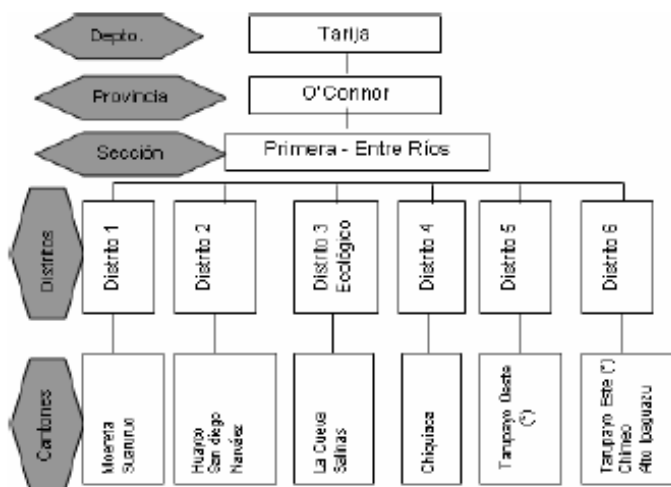 Depto.
Tarija
Provincia
O'Connor
Sección
Primera - Entre Ríos
Distritos
Distrito 1
Distrito 2
Distrito 3
Ecológico
Distrito 4
Distrito 5
Distrito 6
Cantones
Moereta
Suaruro
Huayco
San diego
Narváez
La Cueva
Salinas
Chiquiaca
Tarupayo Oeste
(*)
Tarupayo Este (*)
Chimeo
Alto Ipaguazu